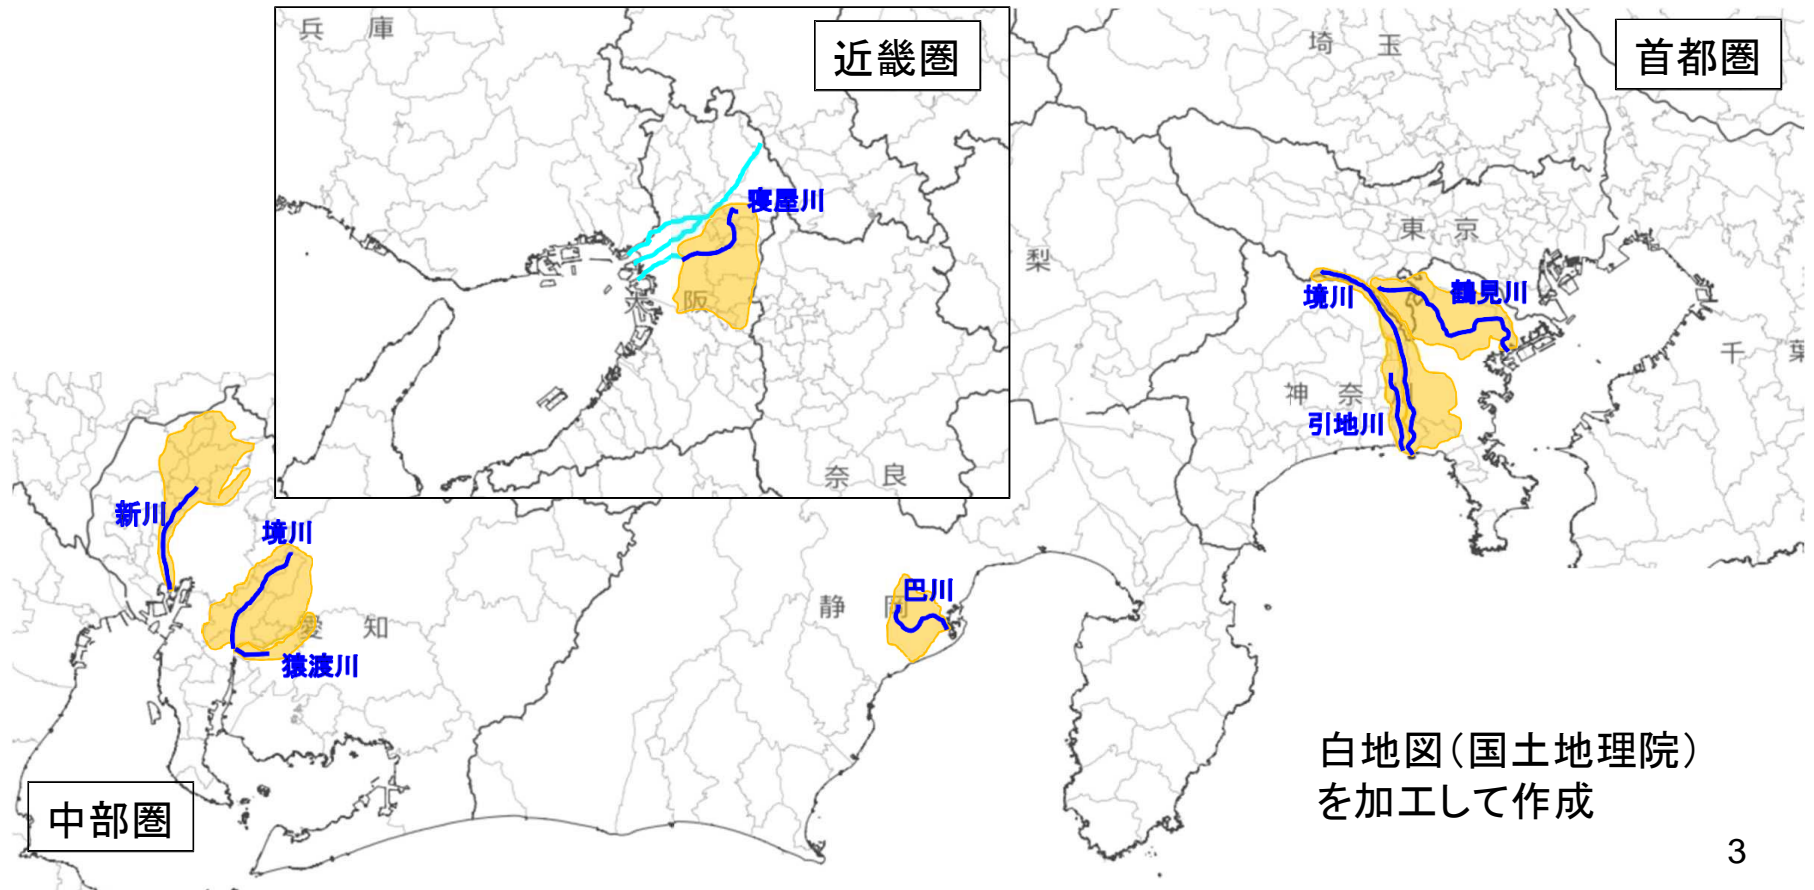 兵 庫
近畿圏
埼 玉
首都圏
寝屋川
大 阪
奈 良
梨
東 京
境川
鶴見川
千 葉
神 奈
引地川
新川
境川
愛 知
猿渡川
静 岡
巴川
中部圏
白地図(国土地理院)
を加工して作成
3